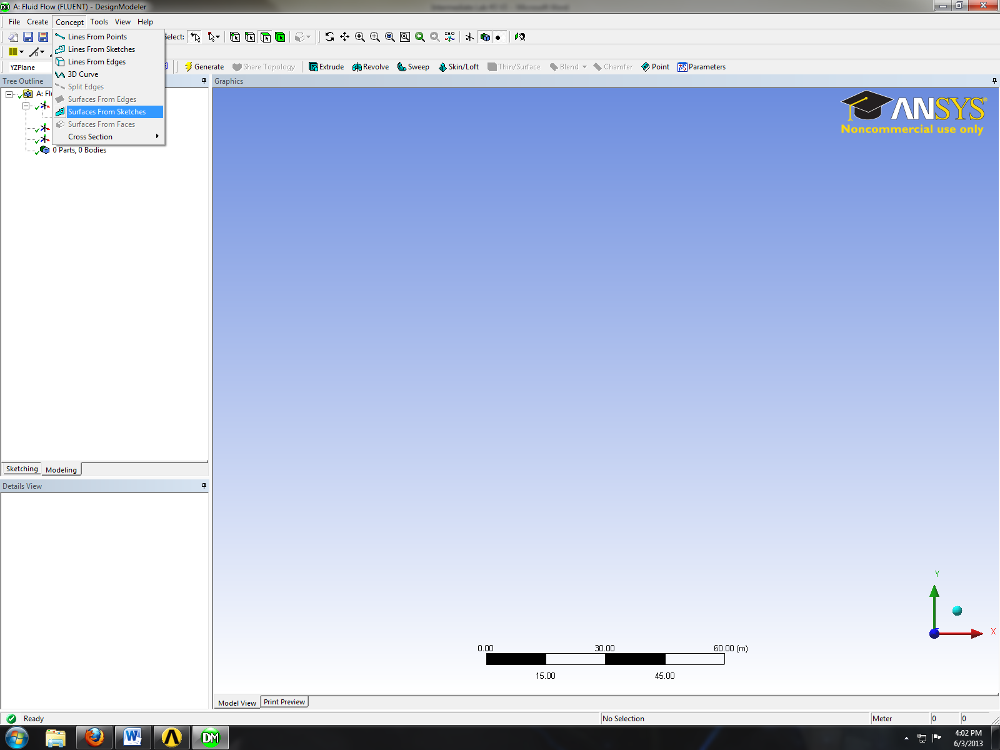 A: Fluid Flow (FLUENT) - DesignModeler
File Create Concept Tools View Help
Lines From Points
Lines From Sketches
Lines From Edges
3D Curve
Split Edges
Surfaces From Edges
Surfaces From Sketches
Surfaces From Faces
Cross Section
Select:
ISO
YZPlane
Generate Share Topology Extrude Revolve Sweep Skin/Loft Thin/Surface Blend Chamfer Point Parameters
Tree Outline
Graphics
A: Fl
0 Parts, 0 Bodies
ANSYS
Noncommercial use only
Sketching Modeling
Details View
Y
X
0.00 30.00 60.00 (m)
15.00 45.00
Model View Print Preview
Ready
No Selection
Meter 0 0
DM
4:02 PM
6/3/2013